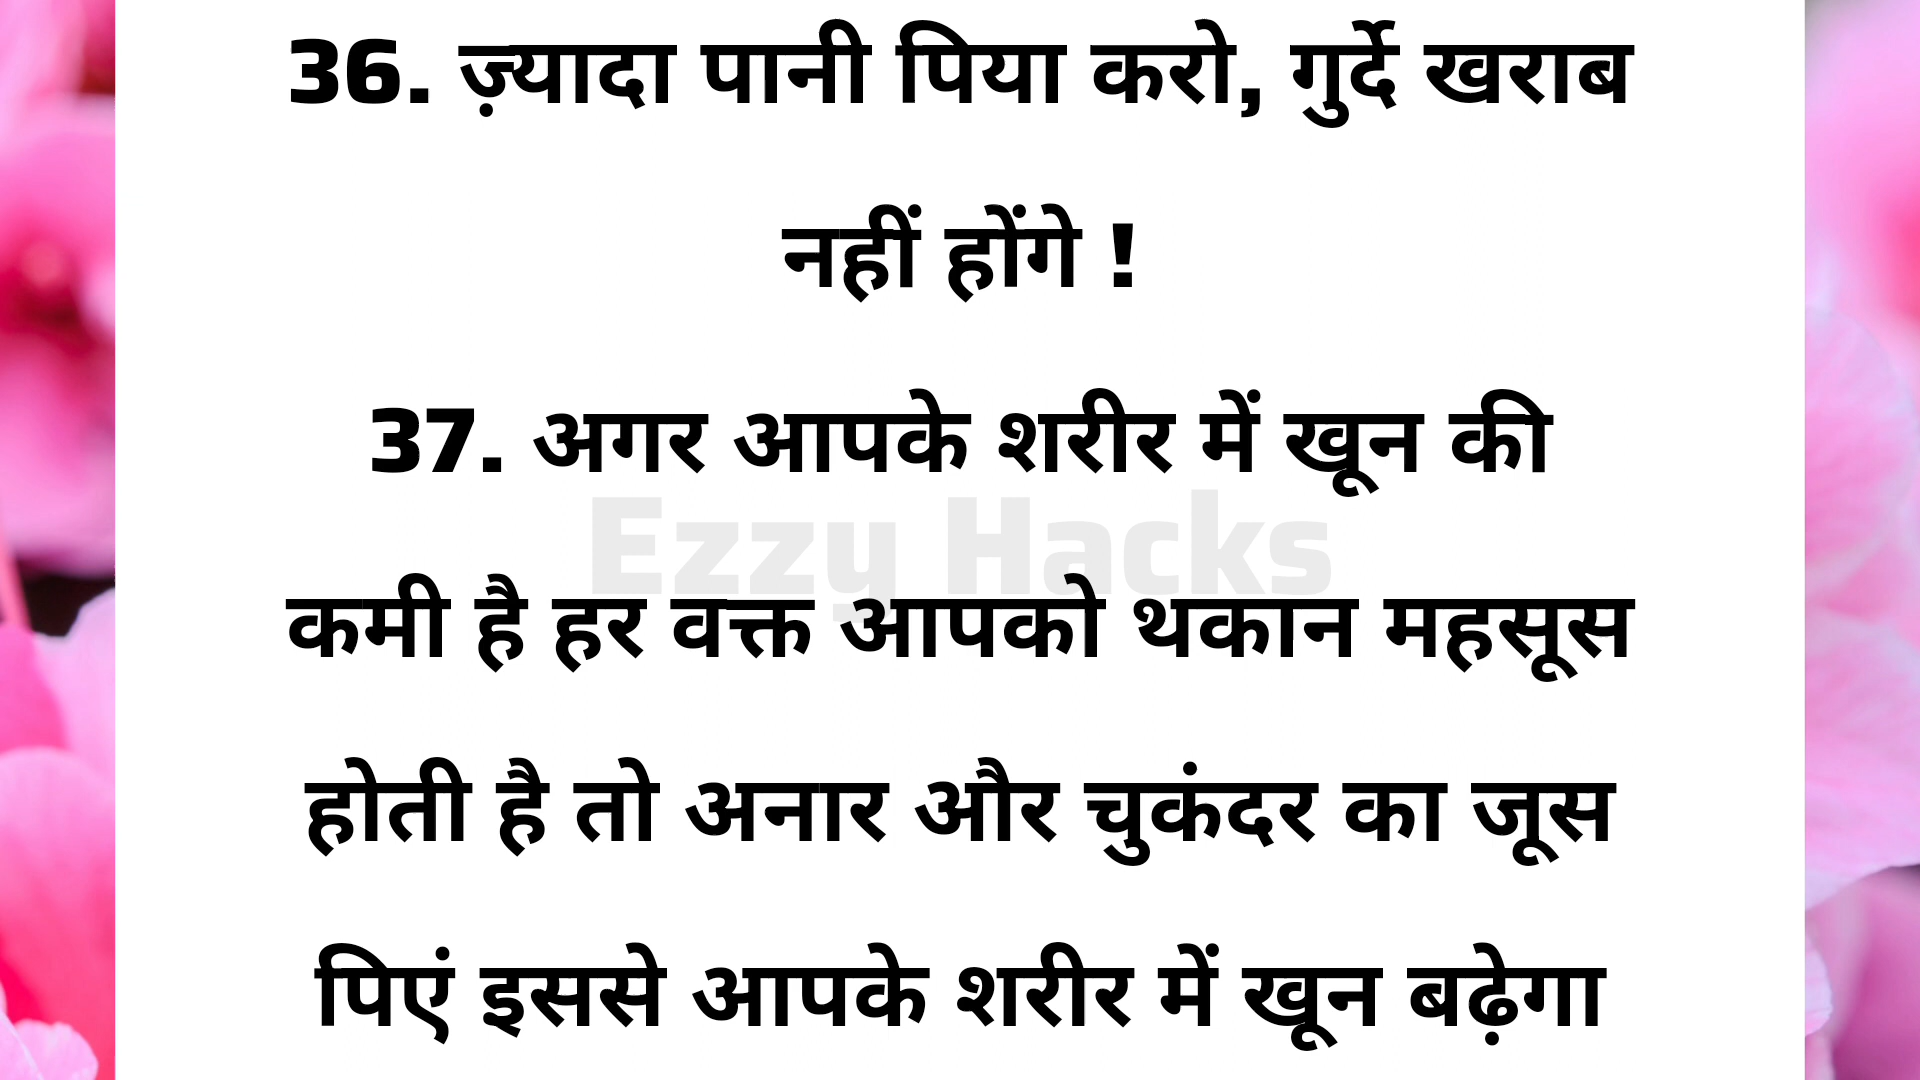 36. ज़्यादा पानी पिया करो, गुर्दे खराब
नहीं होंगे !
37. अगर आपके शरीर में खून की
Ezzy Hacks
कमी है हर वक्त आपको थकान महसूस
होती है तो अनार और चुकंदर का जूस
पिएं इससे आपके शरीर में खून बढ़ेगा